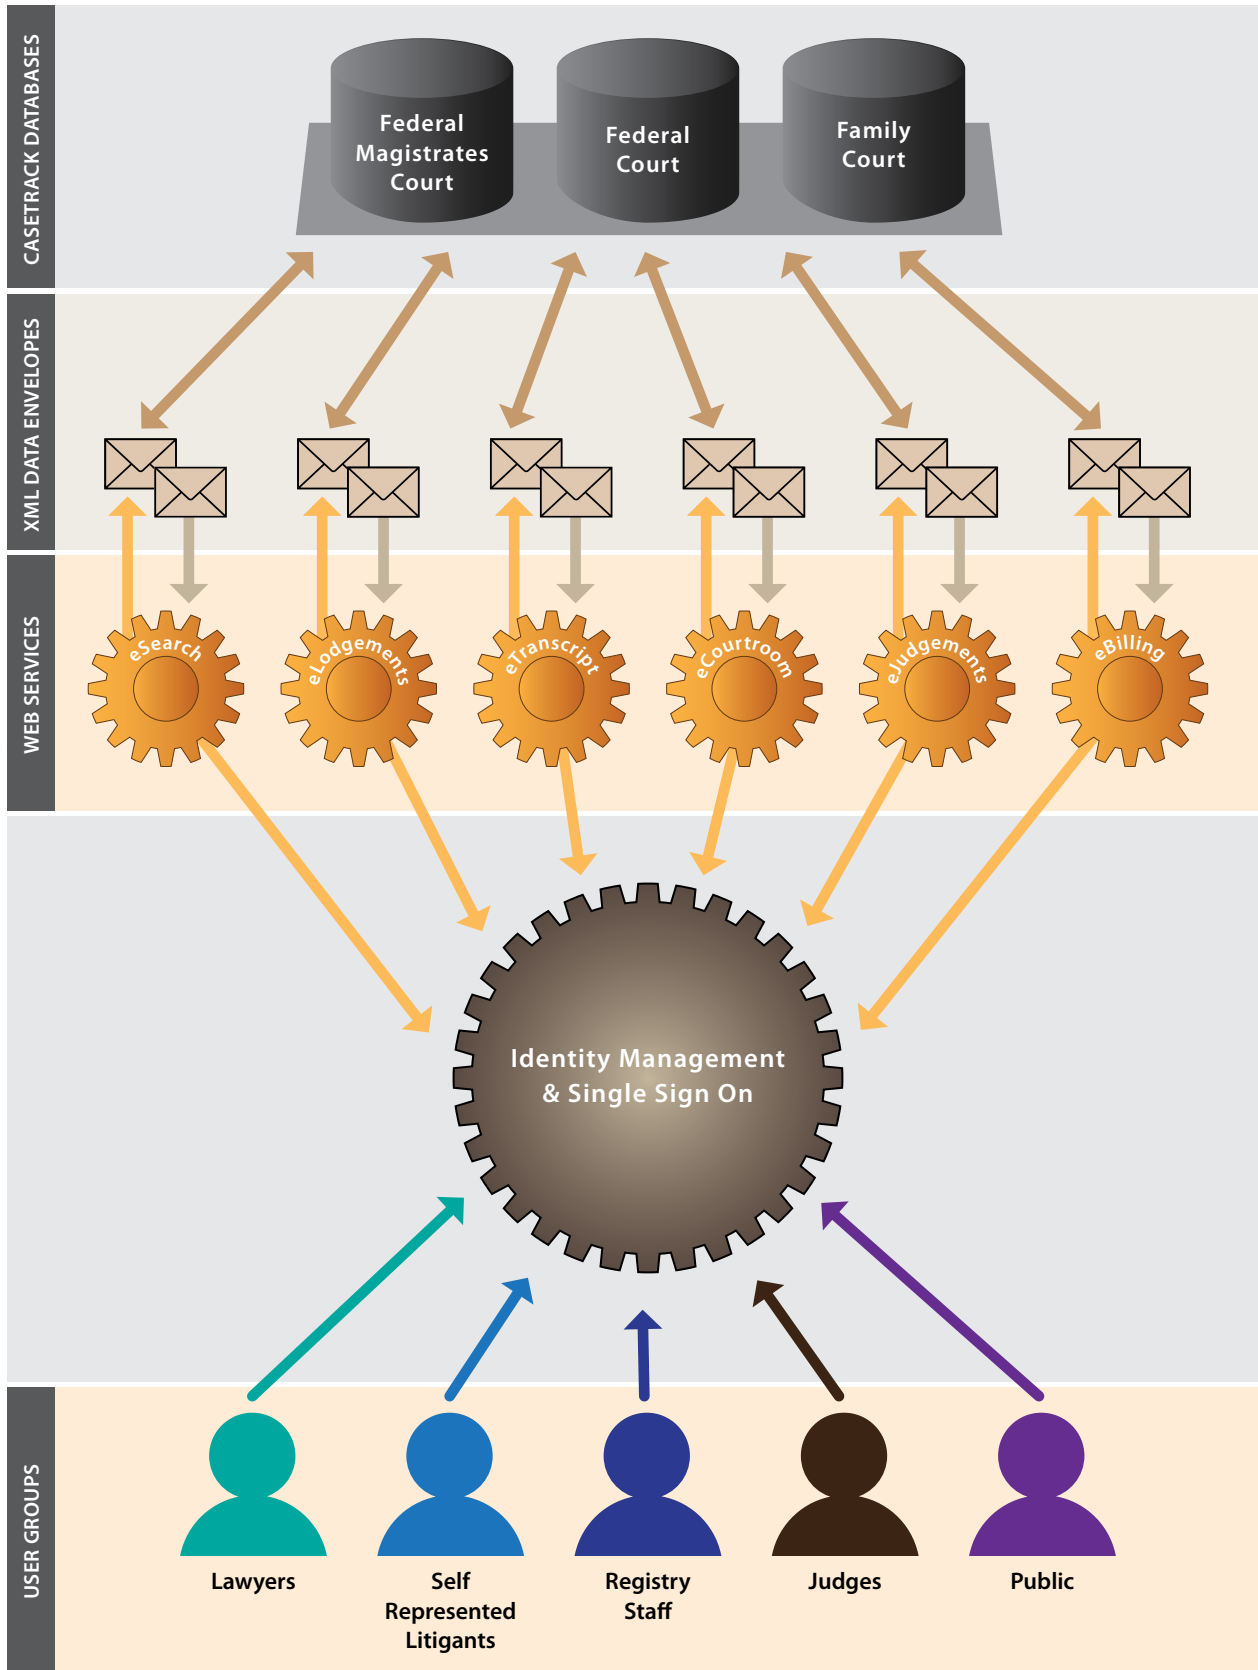 CASETRACK DATABASES
Federal
Magistrates
Court
Federal
Court
Family
Court
XML DATA ENVELOPES
WEB SERVICES
eSearch
eLodgements
eTranscript
eCourtroom
eJudgements
eBilling
Identity Management
& Single Sign On
USER GROUPS
Lawyers
Self
Represented
Litigants
Registry
Staff
Judges
Public